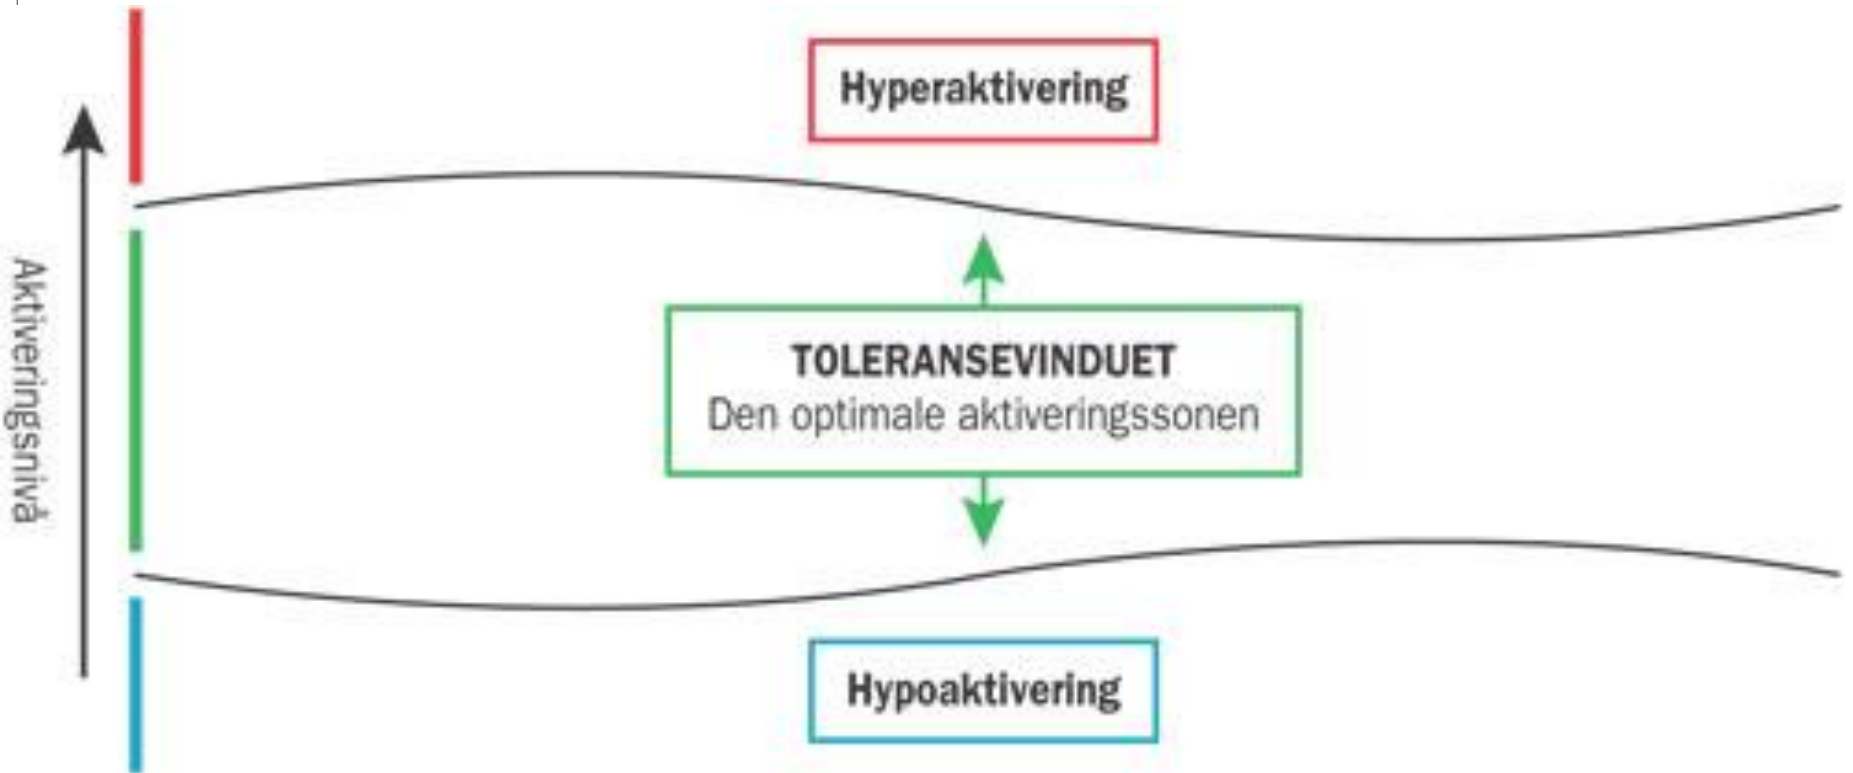 Hyperaktivering
Aktiveringsnivå
TOLERANSEVINDUET
Den optimale aktiveringssonen
Hypoaktivering